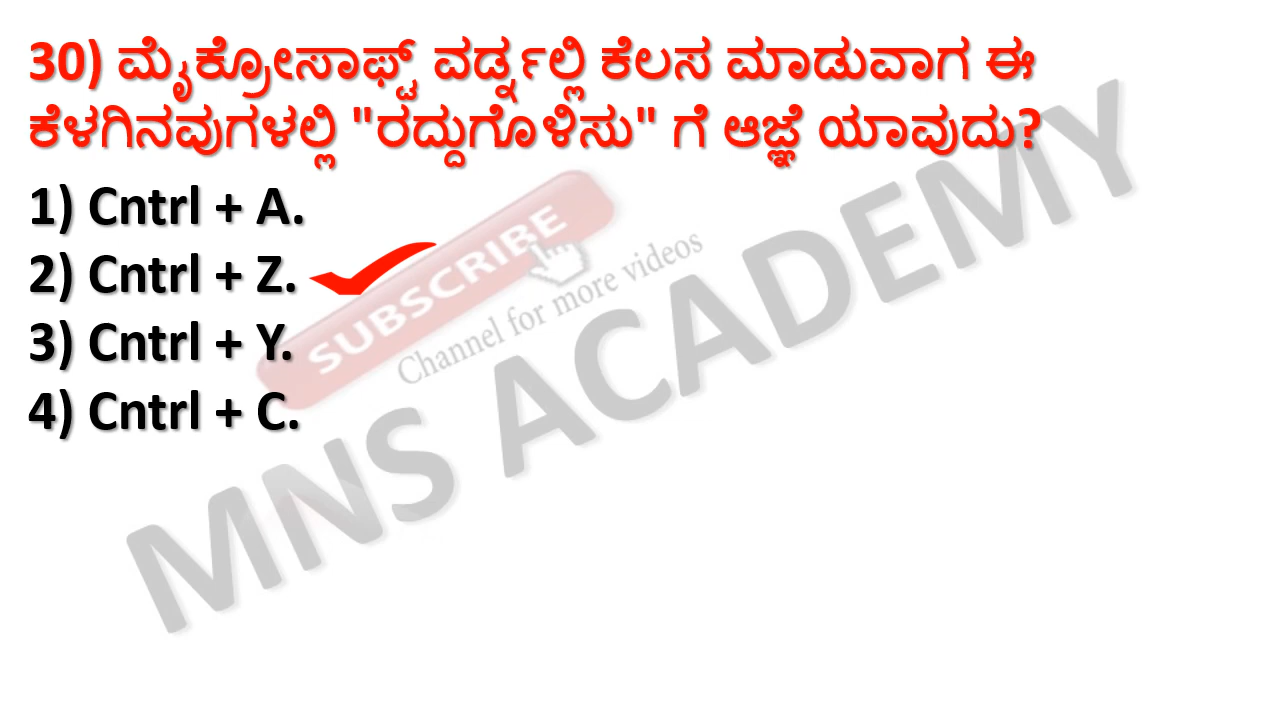 30) ಮೈಕ್ರೋಸಾಫ್ಟ್ ವರ್ಡ್ನಲ್ಲಿ ಕೆಲಸ ಮಾಡುವಾಗ ಈ
ಕೆಳಗಿನವುಗಳಲ್ಲಿ "ರದ್ದುಗೊಳಿಸು" ಗೆ ಆಜ್ಞೆ ಯಾವುದು?
1) Cntrl + A.
2) Cntrl + Z.
3) Cntrl + Y.
4) Cntrl + C.
SUBSCRIBE
Channel for more videos
MNS ACADEMY